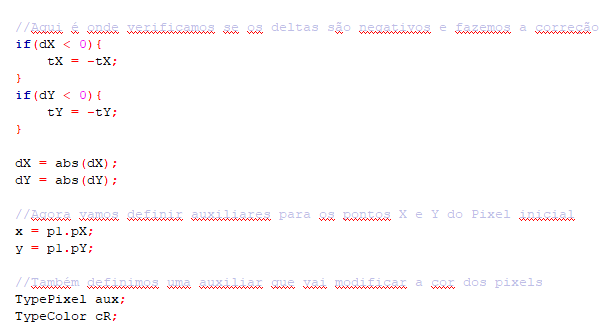 //Aqui é onde verificamos se os deltas são negativos e fazemos a correção
if(dX < 0){
    tX = -tX;
}
if(dY < 0){
    tY = -tY;
}

dX = abs(dX);
dY = abs(dY);

//Agora vamos definir auxiliares para os pontos X e Y do Pixel inicial
x = p1.pX;
y = p1.pY;

//Também definimos uma auxiliar que vai modificar a cor dos pixels
TypePixel aux;
TypeColor cR;